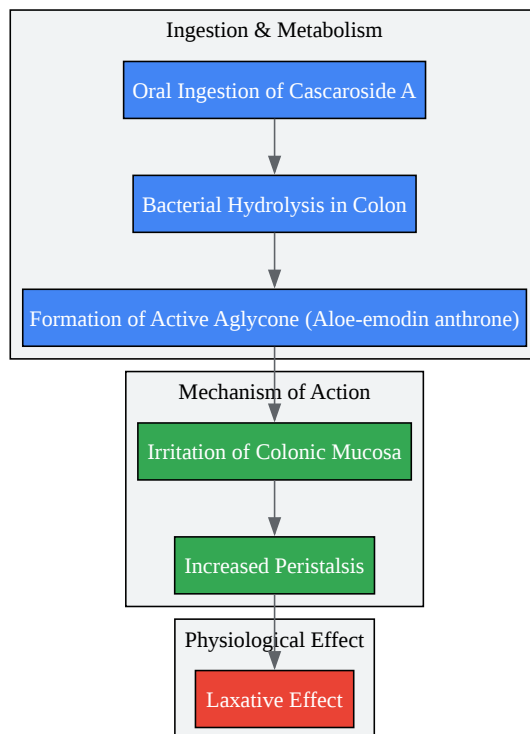 Ingestion & Metabolism
Oral Ingestion of Cascaroside A
Bacterial Hydrolysis in Colon
Formation of Active Aglycone (Aloe-emodin anthrone)
Mechanism of Action
Irritation of Colonic Mucosa
Increased Peristalsis
Physiological Effect
Laxative Effect